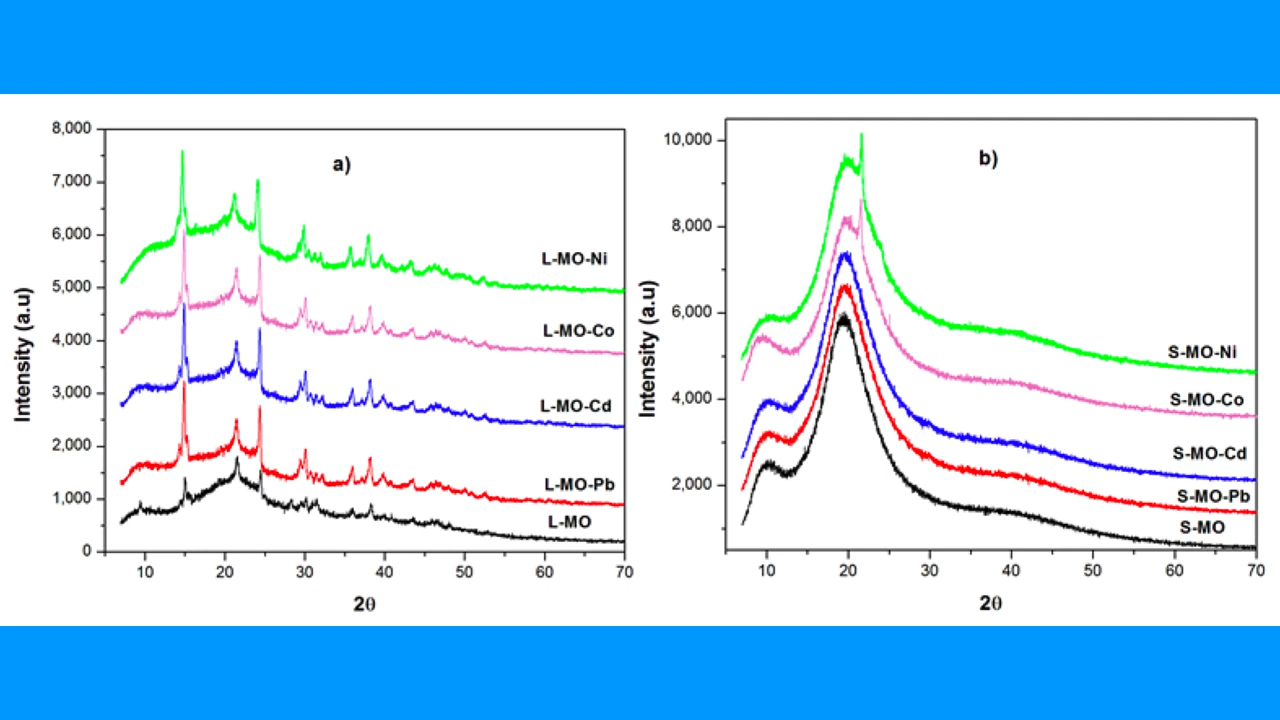 a)
8,000
7,000
6,000
5,000
4,000
3,000
2,000
1,000
0
10 20 30 40 50 60 70
2θ
Intensity (a.u)
L-MO-Ni
L-MO-Co
L-MO-Cd
L-MO-Pb
L-MO
b)
10,000
8,000
6,000
4,000
2,000
10 20 30 40 50 60 70
2θ
Intensity (a.u)
S-MO-Ni
S-MO-Co
S-MO-Cd
S-MO-Pb
S-MO